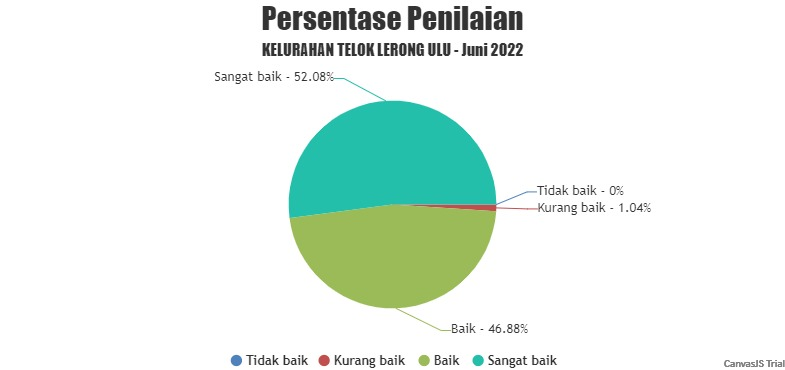 Persentase Penilaian
KELURAHAN TELOK LERONG ULU - Juni 2022
Sangat baik - 52.08%
Tidak baik - 0%
Kurang baik - 1.04%
Baik - 46.88%
Tidak baik Kurang baik Baik Sangat baik
CanvasJS Trial